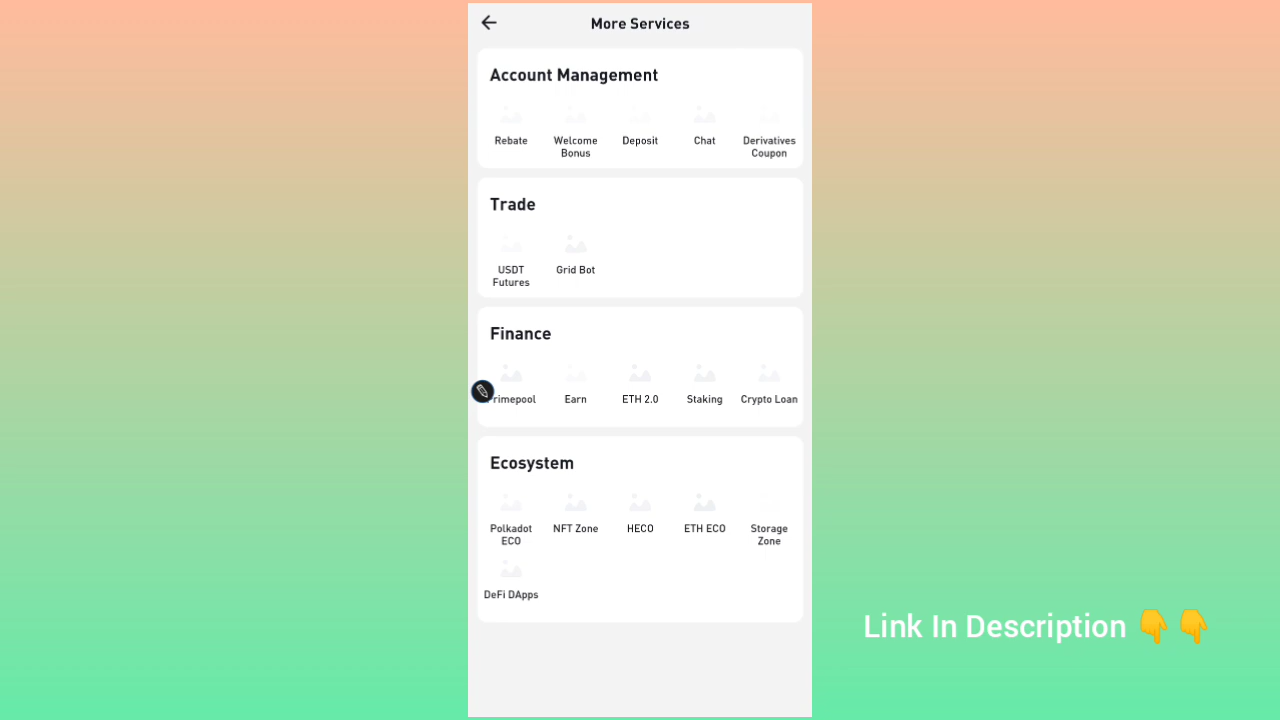 More Services
Account Management
Rebate
Welcome
Bonus
Deposit
Chat
Derivatives
Coupon
Trade
USDT
Futures
Grid Bot
Finance
rimepool
Earn
ETH 2.0
Staking
Crypto Loan
Ecosystem
Polkadot
ECO
NFT Zone
HECO
ETH ECO
Storage
Zone
DeFi DApps
Link In Description 👇👇